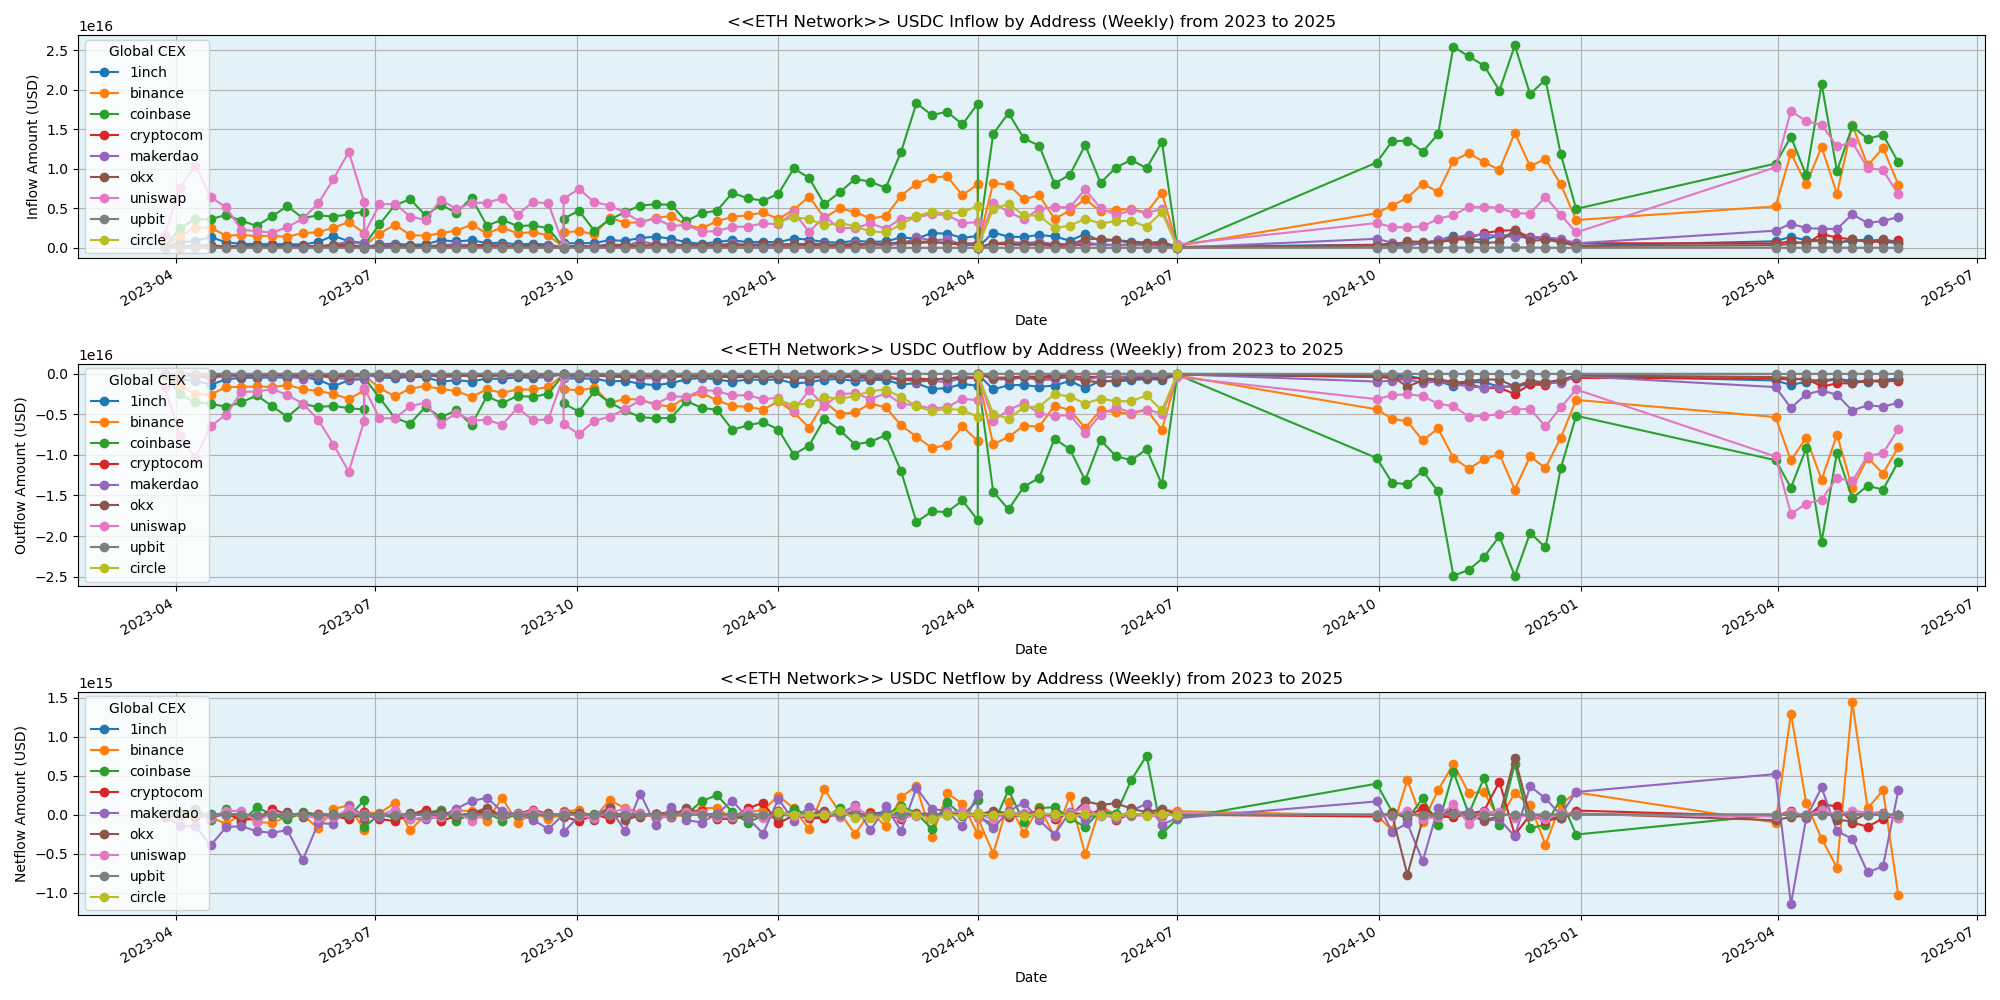 <<ETH Network>> USDC Inflow by Address (Weekly) from 2023 to 2025
1e16
Inflow Amount (USD)
2.5
2.0
1.5
1.0
0.5
0.0
Global CEX
1inch
binance
coinbase
cryptocom
makerdao
okx
uniswap
upbit
circle
2023-04
2023-07
2023-10
2024-01
2024-04
2024-07
2024-10
2025-01
2025-04
2025-07
Date
<<ETH Network>> USDC Outflow by Address (Weekly) from 2023 to 2025
1e16
Outflow Amount (USD)
0.0
−0.5
−1.0
−1.5
−2.0
−2.5
Global CEX
1inch
binance
coinbase
cryptocom
makerdao
okx
uniswap
upbit
circle
2023-04
2023-07
2023-10
2024-01
2024-04
2024-07
2024-10
2025-01
2025-04
2025-07
Date
<<ETH Network>> USDC Netflow by Address (Weekly) from 2023 to 2025
1e15
Netflow Amount (USD)
1.5
1.0
0.5
0.0
−0.5
−1.0
Global CEX
1inch
binance
coinbase
cryptocom
makerdao
okx
uniswap
upbit
circle
2023-04
2023-07
2023-10
2024-01
2024-04
2024-07
2024-10
2025-01
2025-04
2025-07
Date